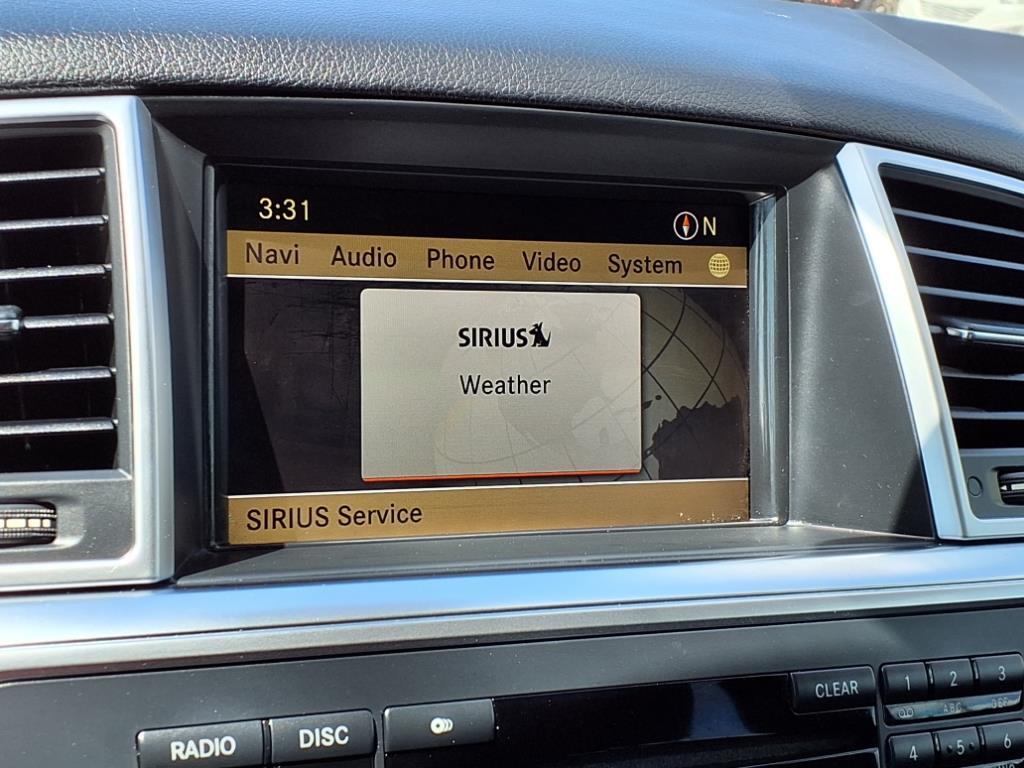 3:31
N
Navi Audio Phone Video System
SIRIUS
Weather
SIRIUS Service
CLEAR
1 2 3
ABC
RADIO DISC
4 5 6